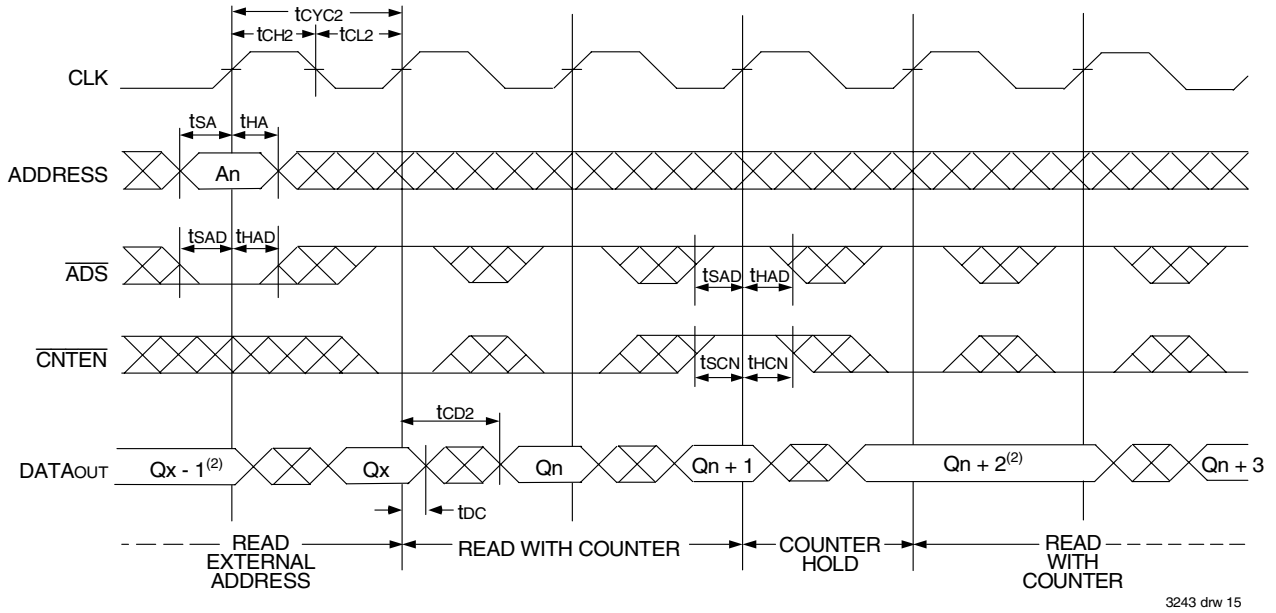 tCYC2
tCH2 tCL2
CLK
tSA tHA
ADDRESS An
tSAD tHAD
ADS
tSAD tHAD
CNTEN
tSCN tHCN
tCD2
DATAOUT Qx - 1(2) Qx Qn Qn + 1 Qn + 2(2) Qn + 3
tDC
READ EXTERNAL ADDRESS
READ WITH COUNTER
COUNTER HOLD
READ WITH COUNTER
3243 drw 15